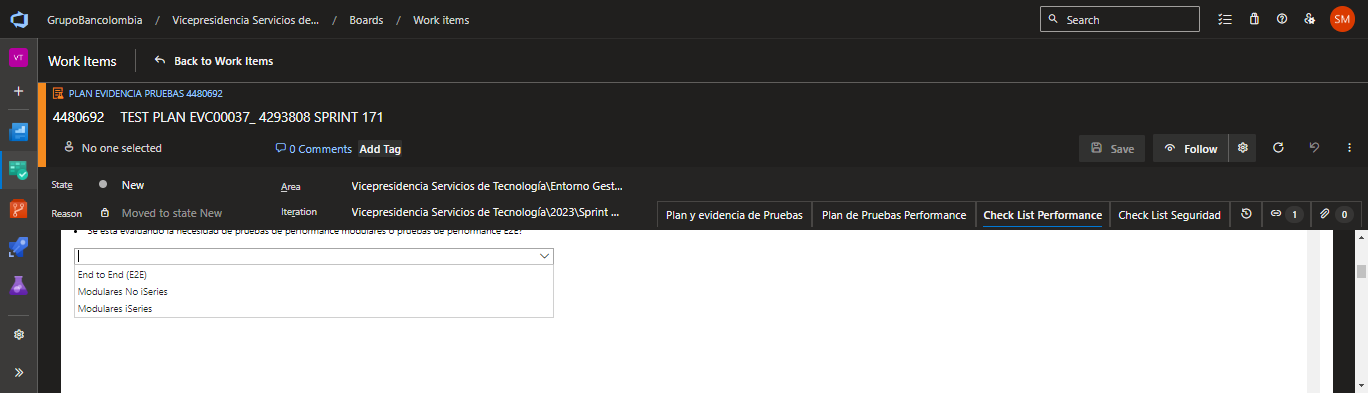 GrupoBancolombia / Vicepresidencia Servicios de... / Boards / Work items
Search
SM
VT
Work Items
Back to Work Items
PLAN EVIDENCIA PRUEBAS 4480692
4480692 TEST PLAN EVC00037_ 4293808 SPRINT 171
No one selected
0 Comments
Add Tag
Save
Follow
State
New
Area
Vicepresidencia Servicios de Tecnología\Entorno Gest...
Reason
Moved to state New
Iteration
Vicepresidencia Servicios de Tecnología\2023\Sprint ...
Plan y evidencia de Pruebas
Plan de Pruebas Performance
Check List Performance
Check List Seguridad
1
0
• Se está evaluando la necesidad de pruebas de performance modulares o pruebas de performance E2E?
End to End (E2E)
Modulares No iSeries
Modulares iSeries